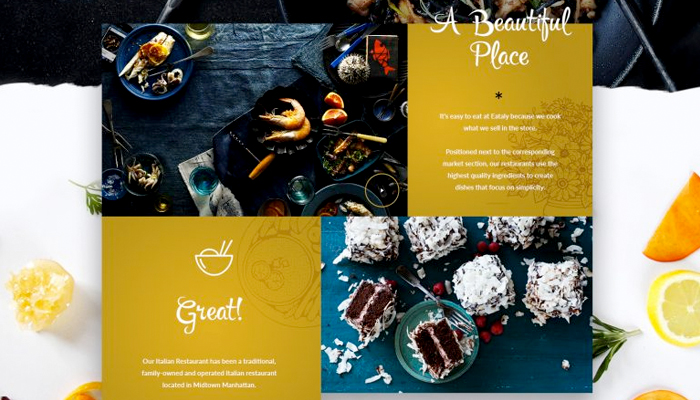 A Beautiful
Place
*
It's easy to eat at Eataly because we cook
what we sell in the store.
Positioned next to the corresponding
market section, our restaurants use the
highest quality ingredients to create
dishes that focus on simplicity.
Great!
Our Italian Restaurant has been a traditional,
family-owned and operated Italian restaurant
located in Midtown Manhattan.